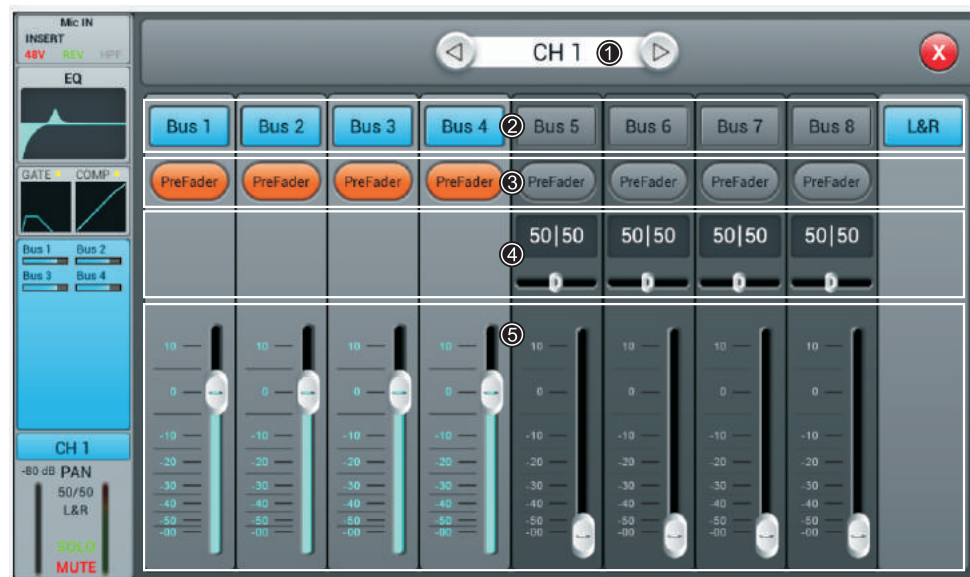 Mic IN
INSERT
48V REV HPF
EQ
GATE COMP
Bus 1 Bus 2
Bus 3 Bus 4
CH 1
-80 dB PAN
50/50
L&R
SOLO
MUTE
CH 1 ①
X
Bus 1 Bus 2 Bus 3 Bus 4 ② Bus 5 Bus 6 Bus 7 Bus 8 L&R
PreFader PreFader PreFader PreFader ③ PreFader PreFader PreFader PreFader
50|50 50|50 50|50 50|50
④
⑤
10 10 10 10 10 10 10 10
0 0 0 0 0 0 0 0
-10 -10 -10 -10 -10 -10 -10 -10
-20 -20 -20 -20 -20 -20 -20 -20
-30 -30 -30 -30 -30 -30 -30 -30
-40 -40 -40 -40 -40 -40 -40 -40
-50 -50 -50 -50 -50 -50 -50 -50
-00 -00 -00 -00 -00 -00 -00 -00